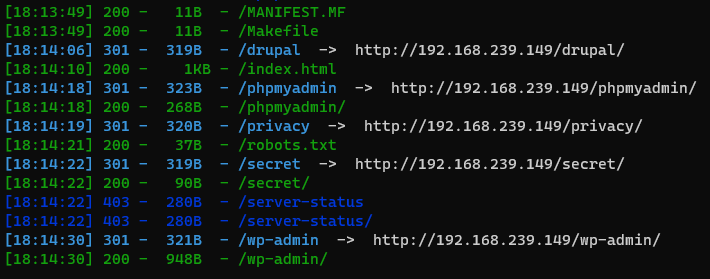 [18:13:49] 200 -   11B  - /MANIFEST.MF
[18:13:49] 200 -   11B  - /Makefile
[18:14:06] 301 -  319B  - /drupal  ->  http://192.168.239.149/drupal/
[18:14:10] 200 -    1KB - /index.html
[18:14:18] 301 -  323B  - /phpmyadmin  ->  http://192.168.239.149/phpmyadmin/
[18:14:18] 200 -  268B  - /phpmyadmin/
[18:14:19] 301 -  320B  - /privacy  ->  http://192.168.239.149/privacy/
[18:14:21] 200 -   37B  - /robots.txt
[18:14:22] 301 -  319B  - /secret  ->  http://192.168.239.149/secret/
[18:14:22] 200 -   90B  - /secret/
[18:14:22] 403 -  280B  - /server-status
[18:14:22] 403 -  280B  - /server-status/
[18:14:30] 301 -  321B  - /wp-admin  ->  http://192.168.239.149/wp-admin/
[18:14:30] 200 -  948B  - /wp-admin/